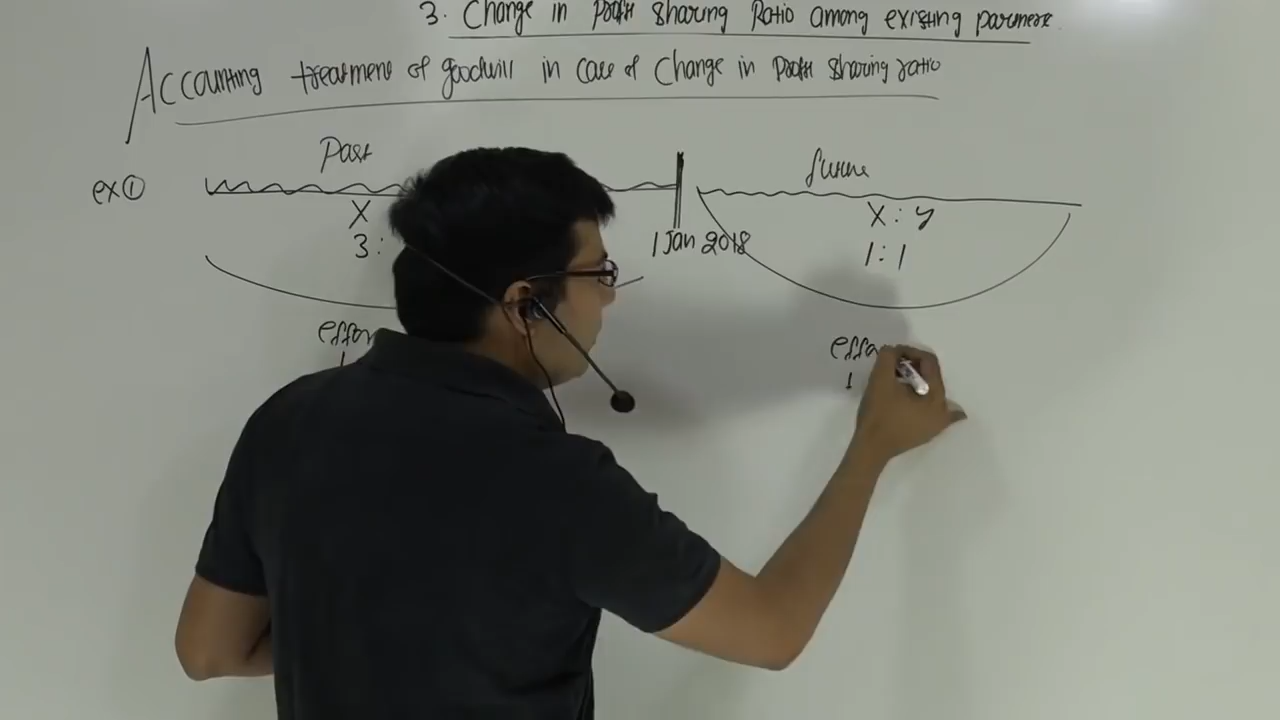 3. Change in Profit Sharing Ratio among existing partners.
Accounting treatment of goodwill in case of Change in Profit sharing ratio
Past
future
ex ①
X
X : y
3 :
1 Jan 2018
1 : 1
effor
effo